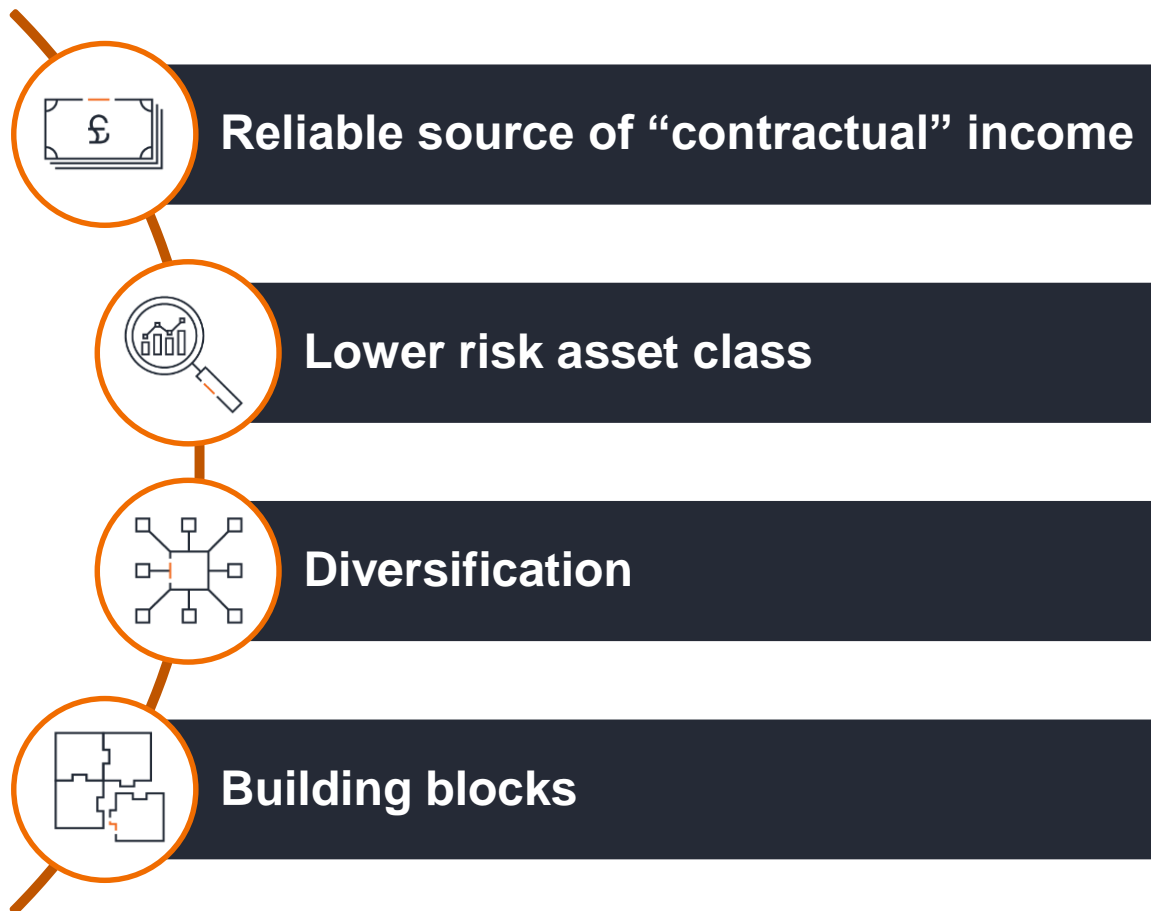 £
Reliable source of “contractual” income
Lower risk asset class
Diversification
Building blocks